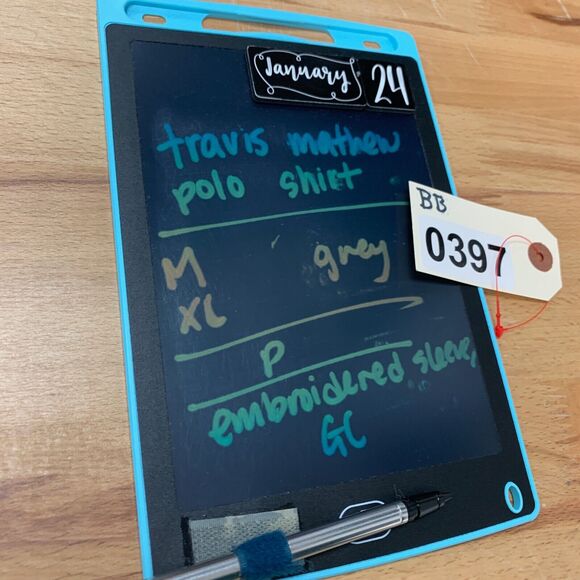 January 24
travis mathew
polo shirt
BB
0397
M grey
XL
P
embroidered sleeve,
GC